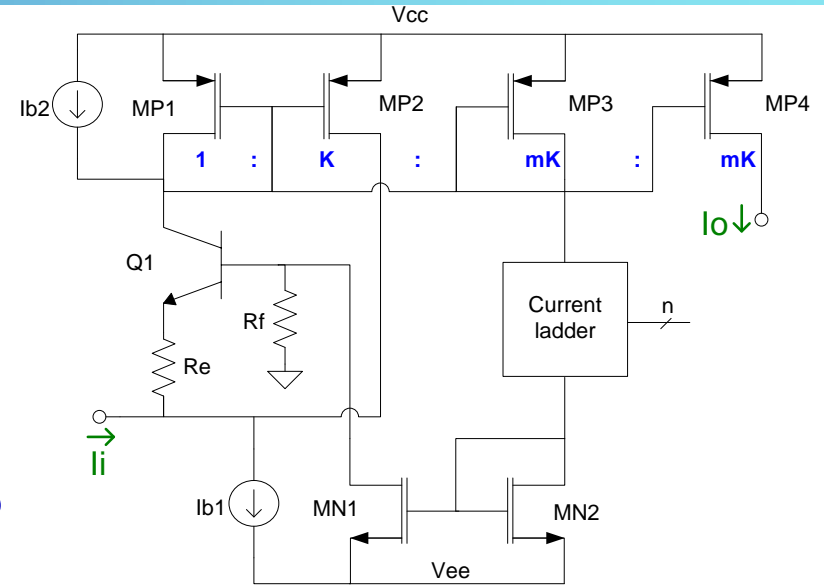 Vcc
Ib2
MP1
MP2
MP3
MP4
1 : K : mK : mK
Io
Q1
Rf
Current
ladder
n
Re
Ii
Ib1
MN1
MN2
Vee